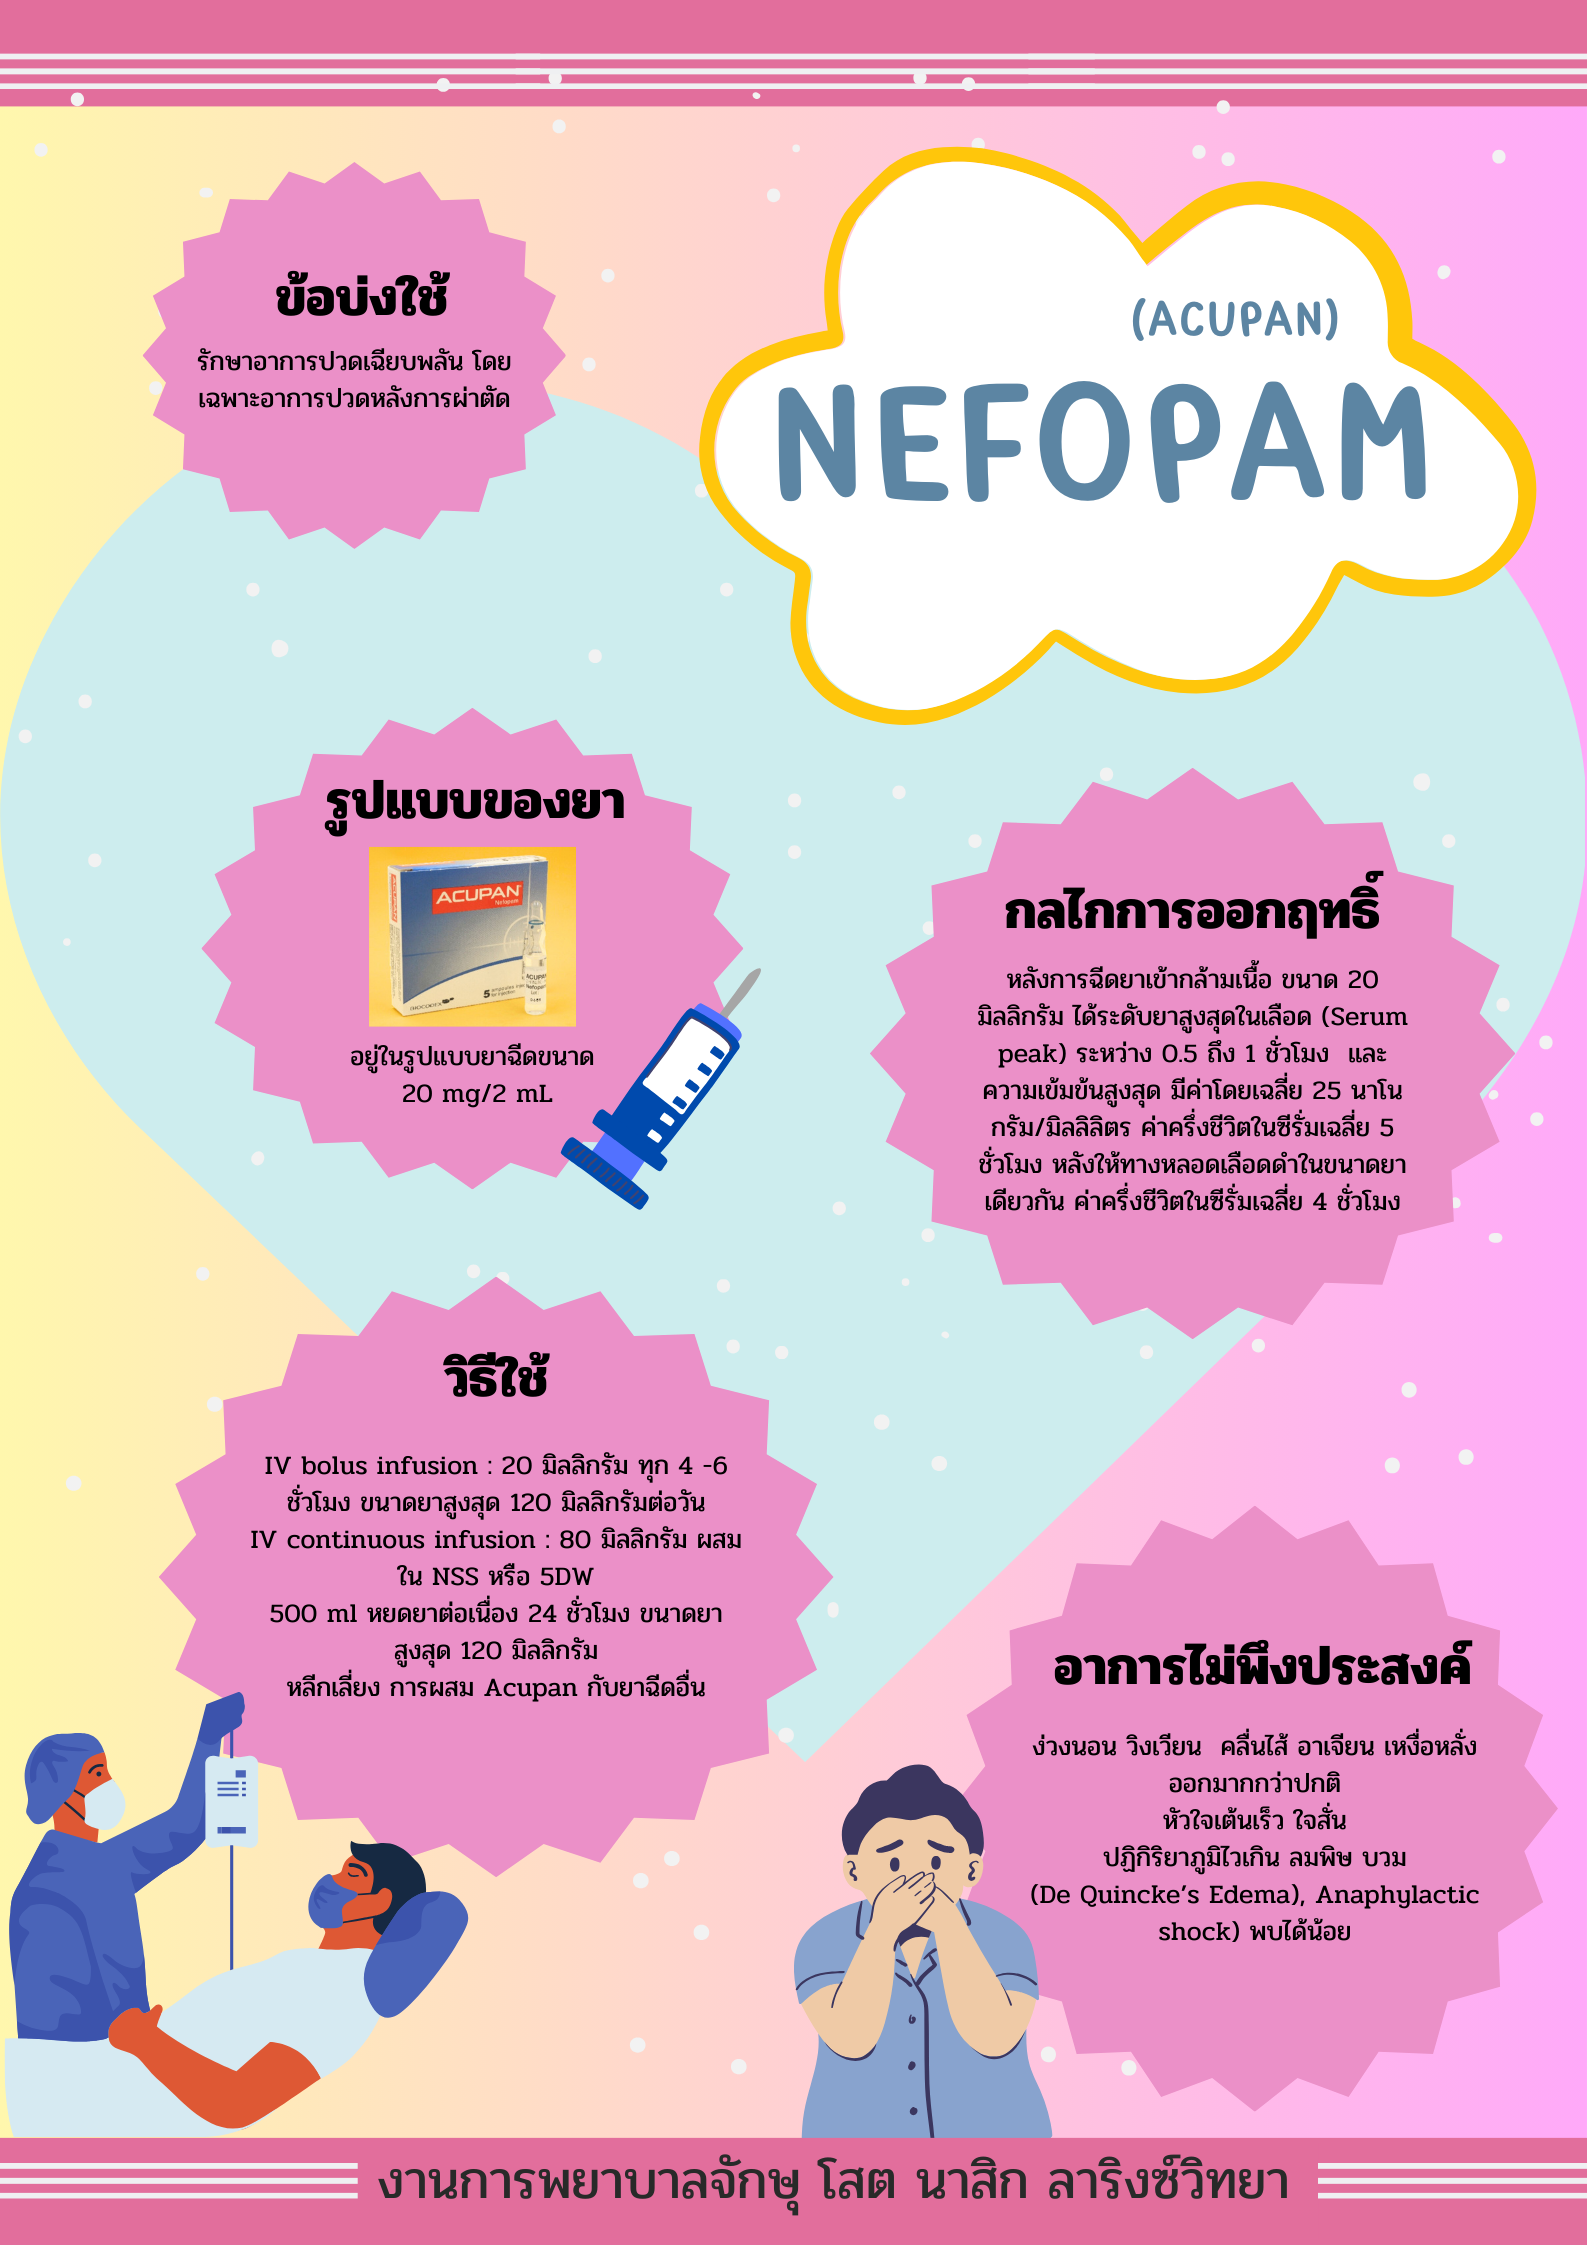 (ACUPAN)
NEFOPAM
ข้อบ่งใช้
รักษาอาการปวดเฉียบพลัน โดย
เฉพาะอาการปวดหลังการผ่าตัด
รูปแบบของยา
ACUPAN
Nefopam
BIOCODEX
5
ACUPAN
Nefopam
อยู่ในรูปแบบยาฉีดขนาด
20 mg/2 mL
กลไกการออกฤทธิ์
หลังการฉีดยาเข้ากล้ามเนื้อ ขนาด 20
มิลลิกรัม ได้ระดับยาสูงสุดในเลือด (Serum
peak) ระหว่าง 0.5 ถึง 1 ชั่วโมง และ
ความเข้มข้นสูงสุด มีค่าโดยเฉลี่ย 25 นาโน
กรัม/มิลลิลิตร ค่าครึ่งชีวิตในซีรั่มเฉลี่ย 5
ชั่วโมง หลังให้ทางหลอดเลือดดำในขนาดยา
เดียวกัน ค่าครึ่งชีวิตในซีรั่มเฉลี่ย 4 ชั่วโมง
วิธีใช้
IV bolus infusion : 20 มิลลิกรัม ทุก 4 -6
ชั่วโมง ขนาดยาสูงสุด 120 มิลลิกรัมต่อวัน
IV continuous infusion : 80 มิลลิกรัม ผสม
ใน NSS หรือ 5DW
500 ml หยดยาต่อเนื่อง 24 ชั่วโมง ขนาดยา
สูงสุด 120 มิลลิกรัม
หลีกเลี่ยง การผสม Acupan กับยาฉีดอื่น
อาการไม่พึงประสงค์
ง่วงนอน วิงเวียน คลื่นไส้ อาเจียน เหงื่อหลั่ง
ออกมากกว่าปกติ
หัวใจเต้นเร็ว ใจสั่น
ปฏิกิริยาภูมิไวเกิน ลมพิษ บวม
(De Quincke’s Edema), Anaphylactic
shock) พบได้น้อย
งานการพยาบาลจักษุ โสต นาสิก ลาริงซ์วิทยา